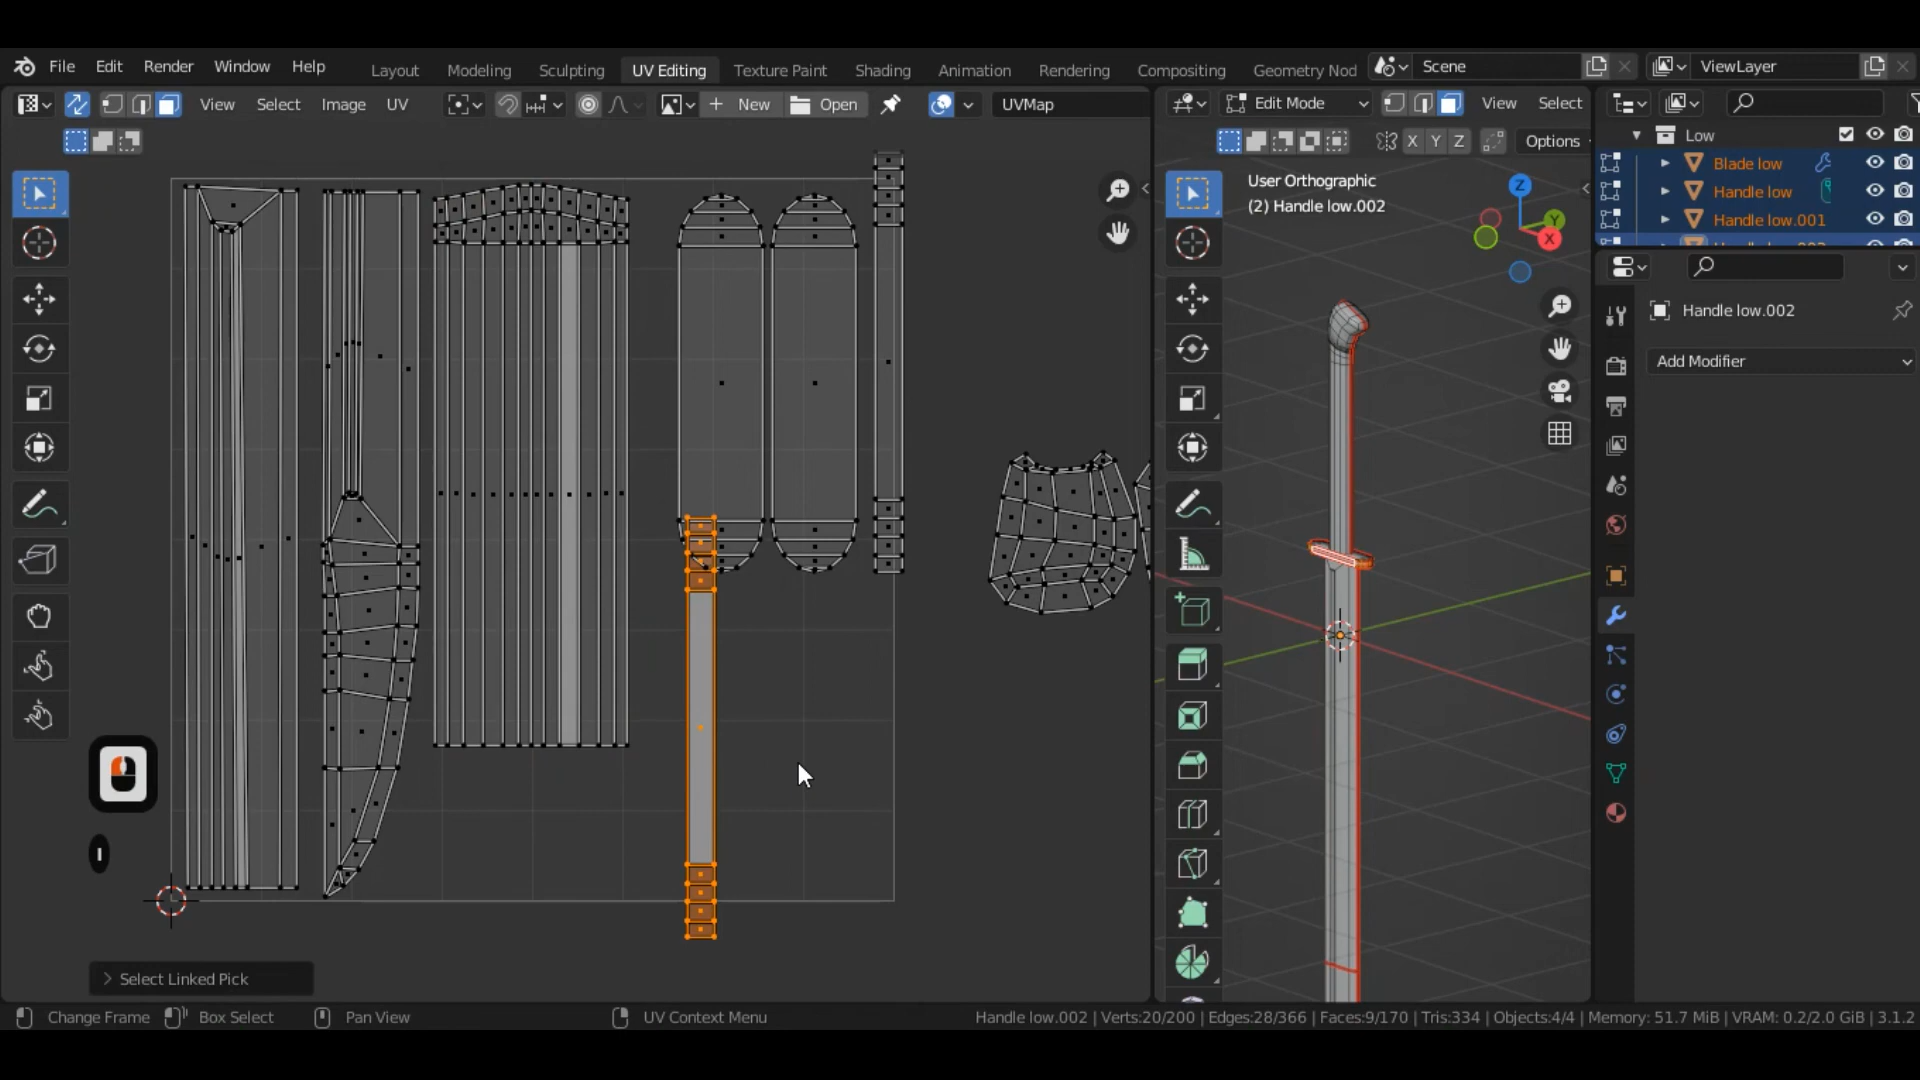 File Edit Render Window Help Layout Modeling Sculpting UV Editing Texture Paint Shading Animation Rendering Compositing Geometry Nod Scene ViewLayer
View Select Image UV New Open UVMap Edit Mode View Select
X Y Z Options Low
User Orthographic
(2) Handle low.002
Z
Y
X
Blade low
Handle low
Handle low.001
Handle low.002
Add Modifier
Select Linked Pick
Change Frame Box Select Pan View UV Context Menu Handle low.002 | Verts:20/200 | Edges:28/366 | Faces:9/170 | Tris:334 | Objects:4/4 | Memory: 51.7 MiB | VRAM: 0.2/2.0 GiB | 3.1.2